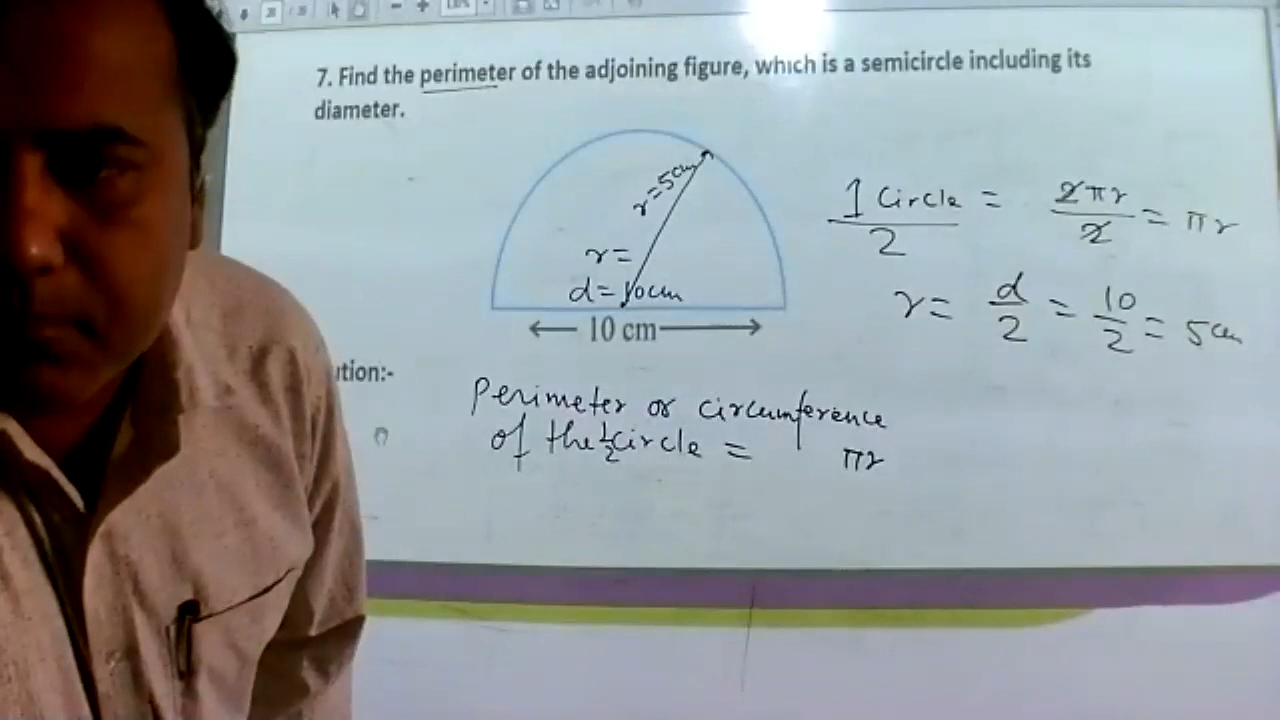 7. Find the perimeter of the adjoining figure, which is a semicircle including its
diameter.
r=5cm
r=
d=10cm
10 cm
1 Circle = 2πr = πr
2 2
r= d = 10 = 5cm
2 2
ution:-
Perimeter or circumference
of the 1/2 circle = πr